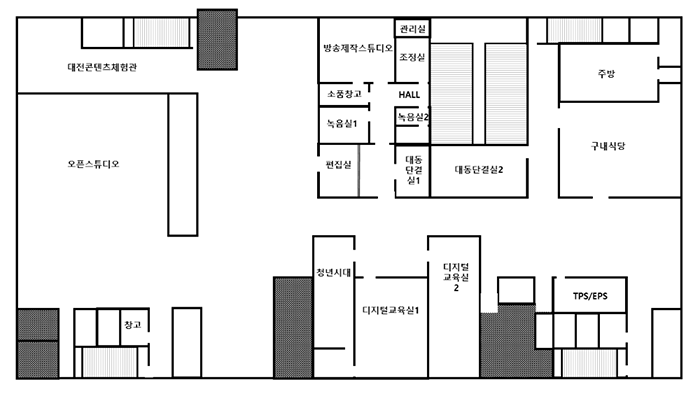 관리실
방송제작스튜디오
조정실
대전콘텐츠체험관
주방
소품창고
HALL
녹음실1
녹음실2
구내식당
오픈스튜디오
편집실
대동
단결
실1
대동단결실2
청년시대
디지털
교육실
2
디지털교육실1
TPS/EPS
창고